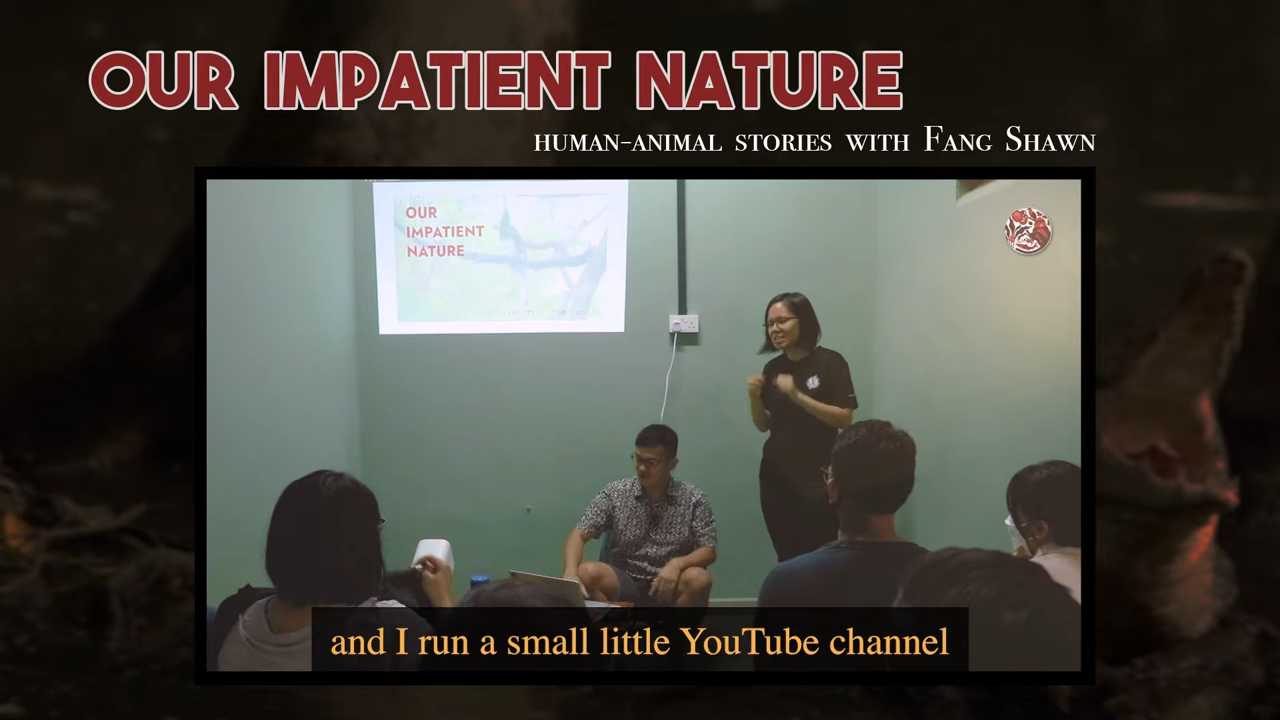 OUR IMPATIENT NATURE
HUMAN-ANIMAL STORIES WITH FANG SHAWN
OUR
IMPATIENT
NATURE
and I run a small little YouTube channel